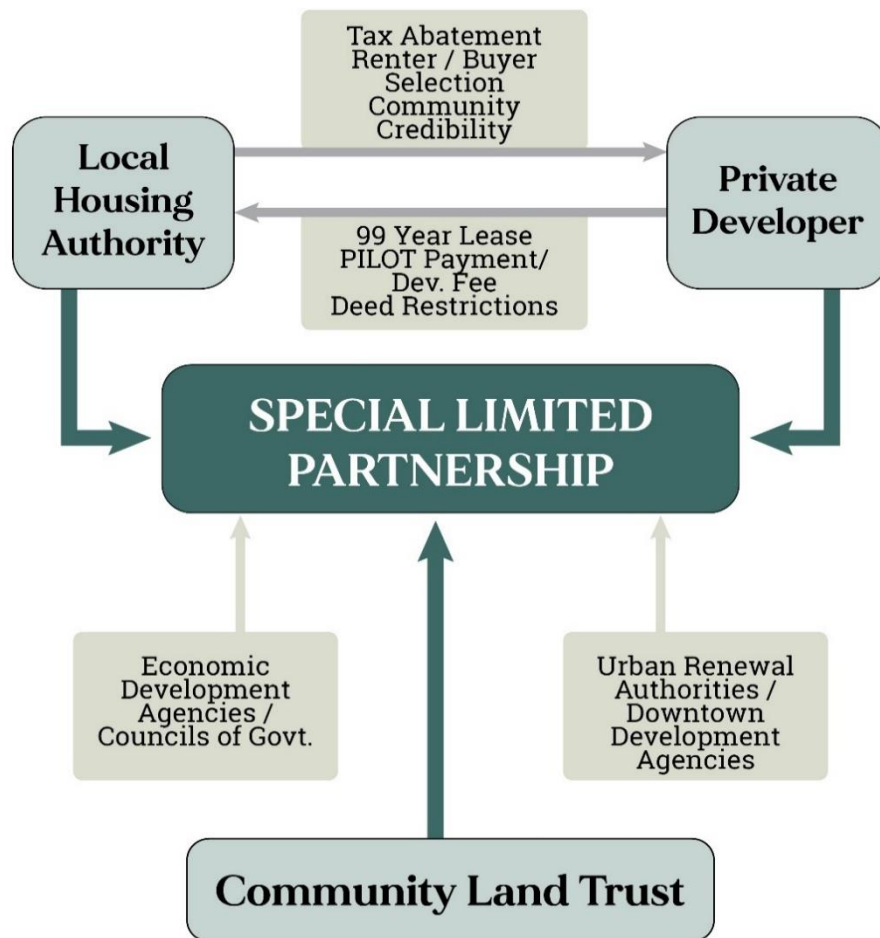 Tax Abatement
Renter / Buyer
Selection
Community
Credibility
Local
Housing
Authority
Private
Developer
99 Year Lease
PILOT Payment/
Dev. Fee
Deed Restrictions
SPECIAL LIMITED
PARTNERSHIP
Economic
Development
Agencies /
Councils of Govt.
Urban Renewal
Authorities /
Downtown
Development
Agencies
Community Land Trust